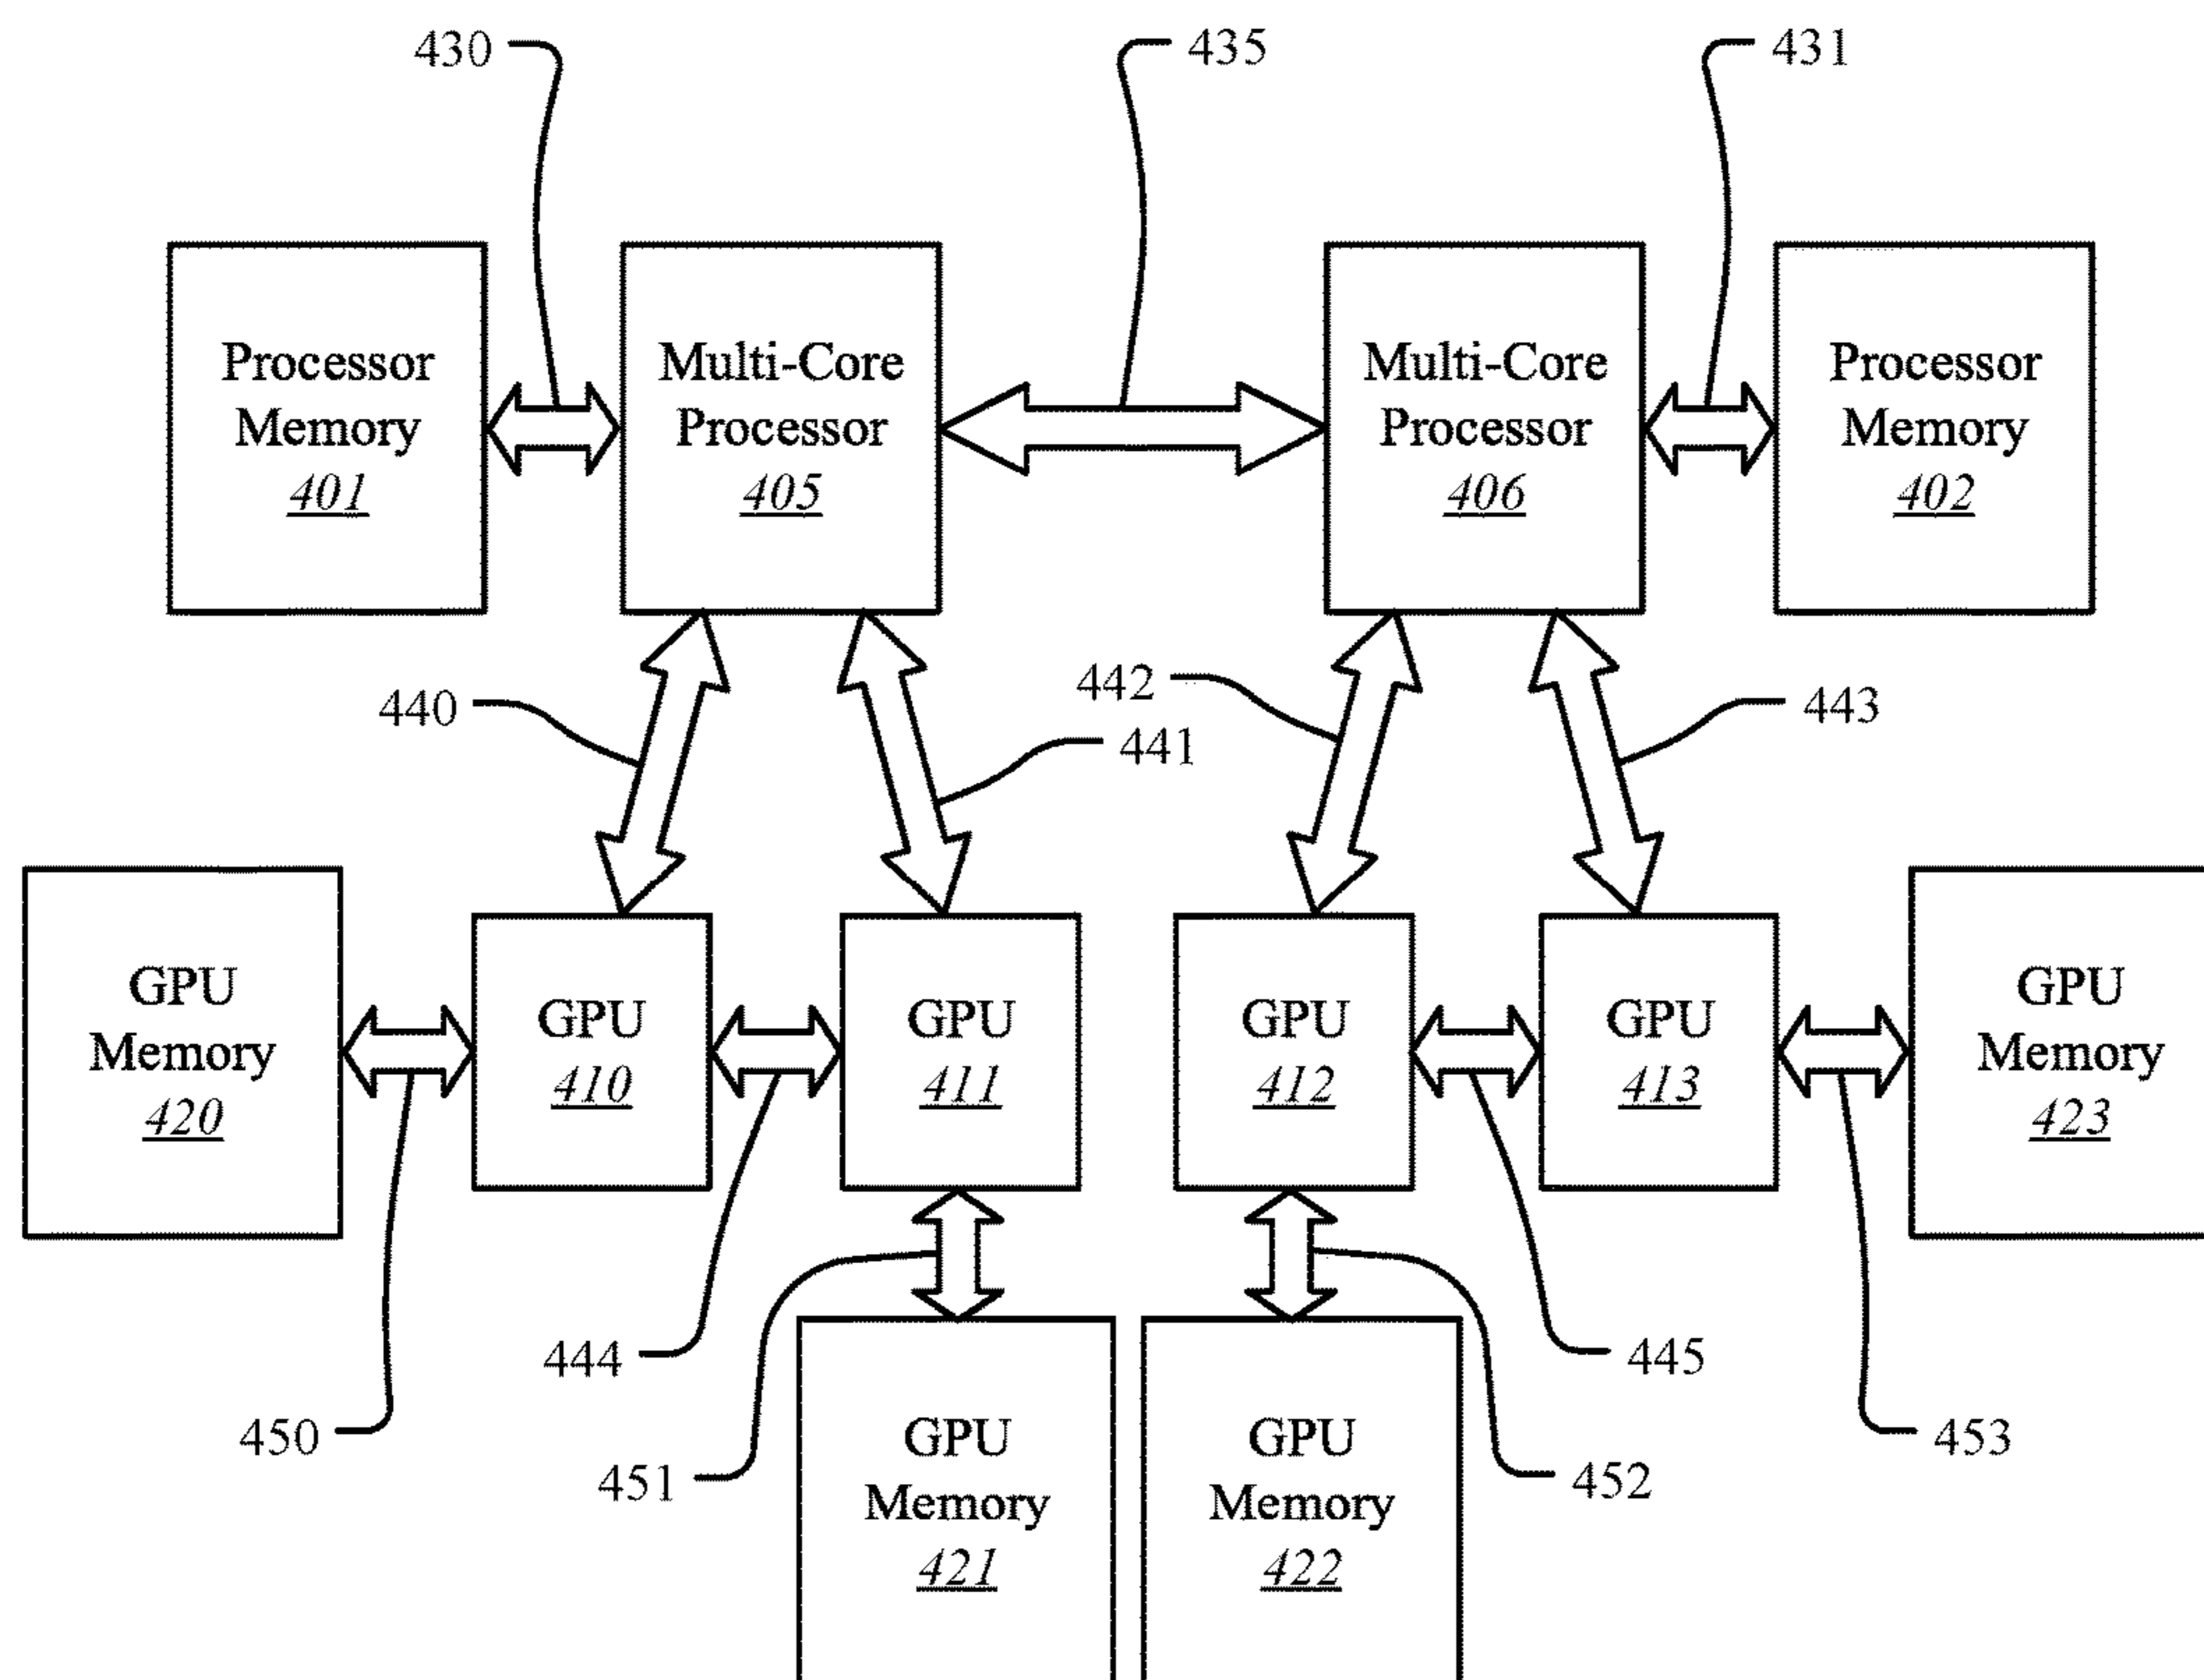 430
435
431
Processor
Memory
401
Multi-Core
Processor
405
Multi-Core
Processor
406
Processor
Memory
402
440
441
442
443
GPU
Memory
420
GPU
410
GPU
411
GPU
412
GPU
413
GPU
Memory
423
450
444
451
445
452
453
GPU
Memory
421
GPU
Memory
422